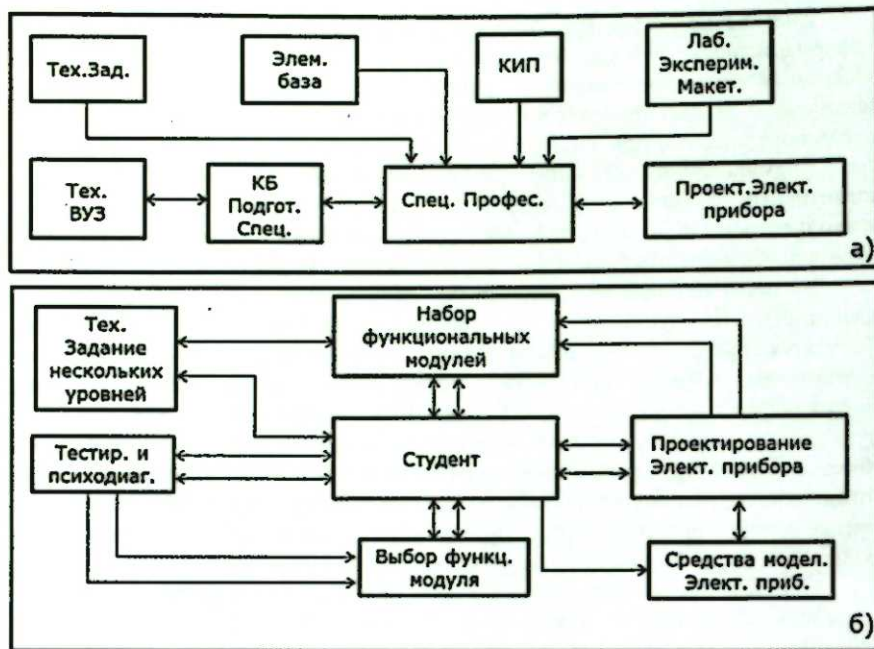 Тех.Зад.
Элем.
база
КИП
Лаб.
Эксперим.
Макет.
Тех.
ВУЗ
КБ
Подгот.
Спец.
Спец. Профес.
Проект.Элект.
прибора
а)
Тех.
Задание
нескольких
уровней
Набор
функциональных
модулей
Тестир. и
психодиаг.
Студент
Проектирование
Элект. прибора
Выбор функц.
модуля
Средства модел.
Элект. приб.
б)